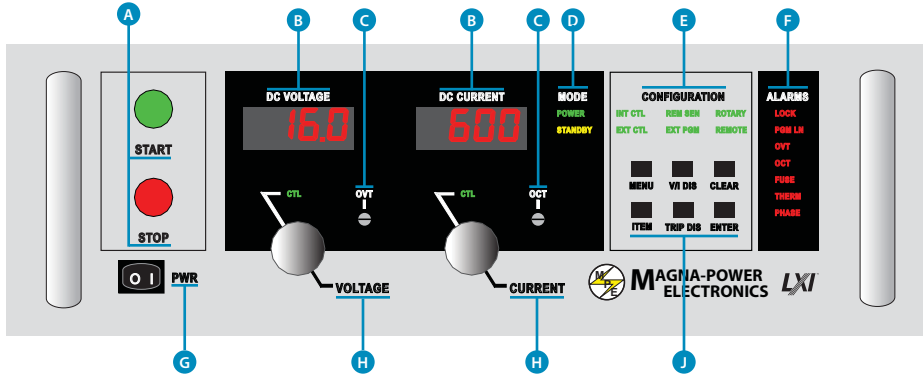 A
B
C
B
C
D
E
F
START
STOP
O I PWR
DC VOLTAGE
16.0
CTL
OVT
VOLTAGE
DC CURRENT
600
CTL
OCT
CURRENT
MODE
POWER
STANDBY
CONFIGURATION
INT CTL REM SEN ROTARY
EXT CTL EXT PGM REMOTE
MENU V/I DIS CLEAR
ITEM TRIP DIS ENTER
ALARMS
LOCK
PGM LN
OVT
OCT
FUSE
THERM
PHASE
M P E
MAGNA-POWER
ELECTRONICS
LXI
G
H
H
J